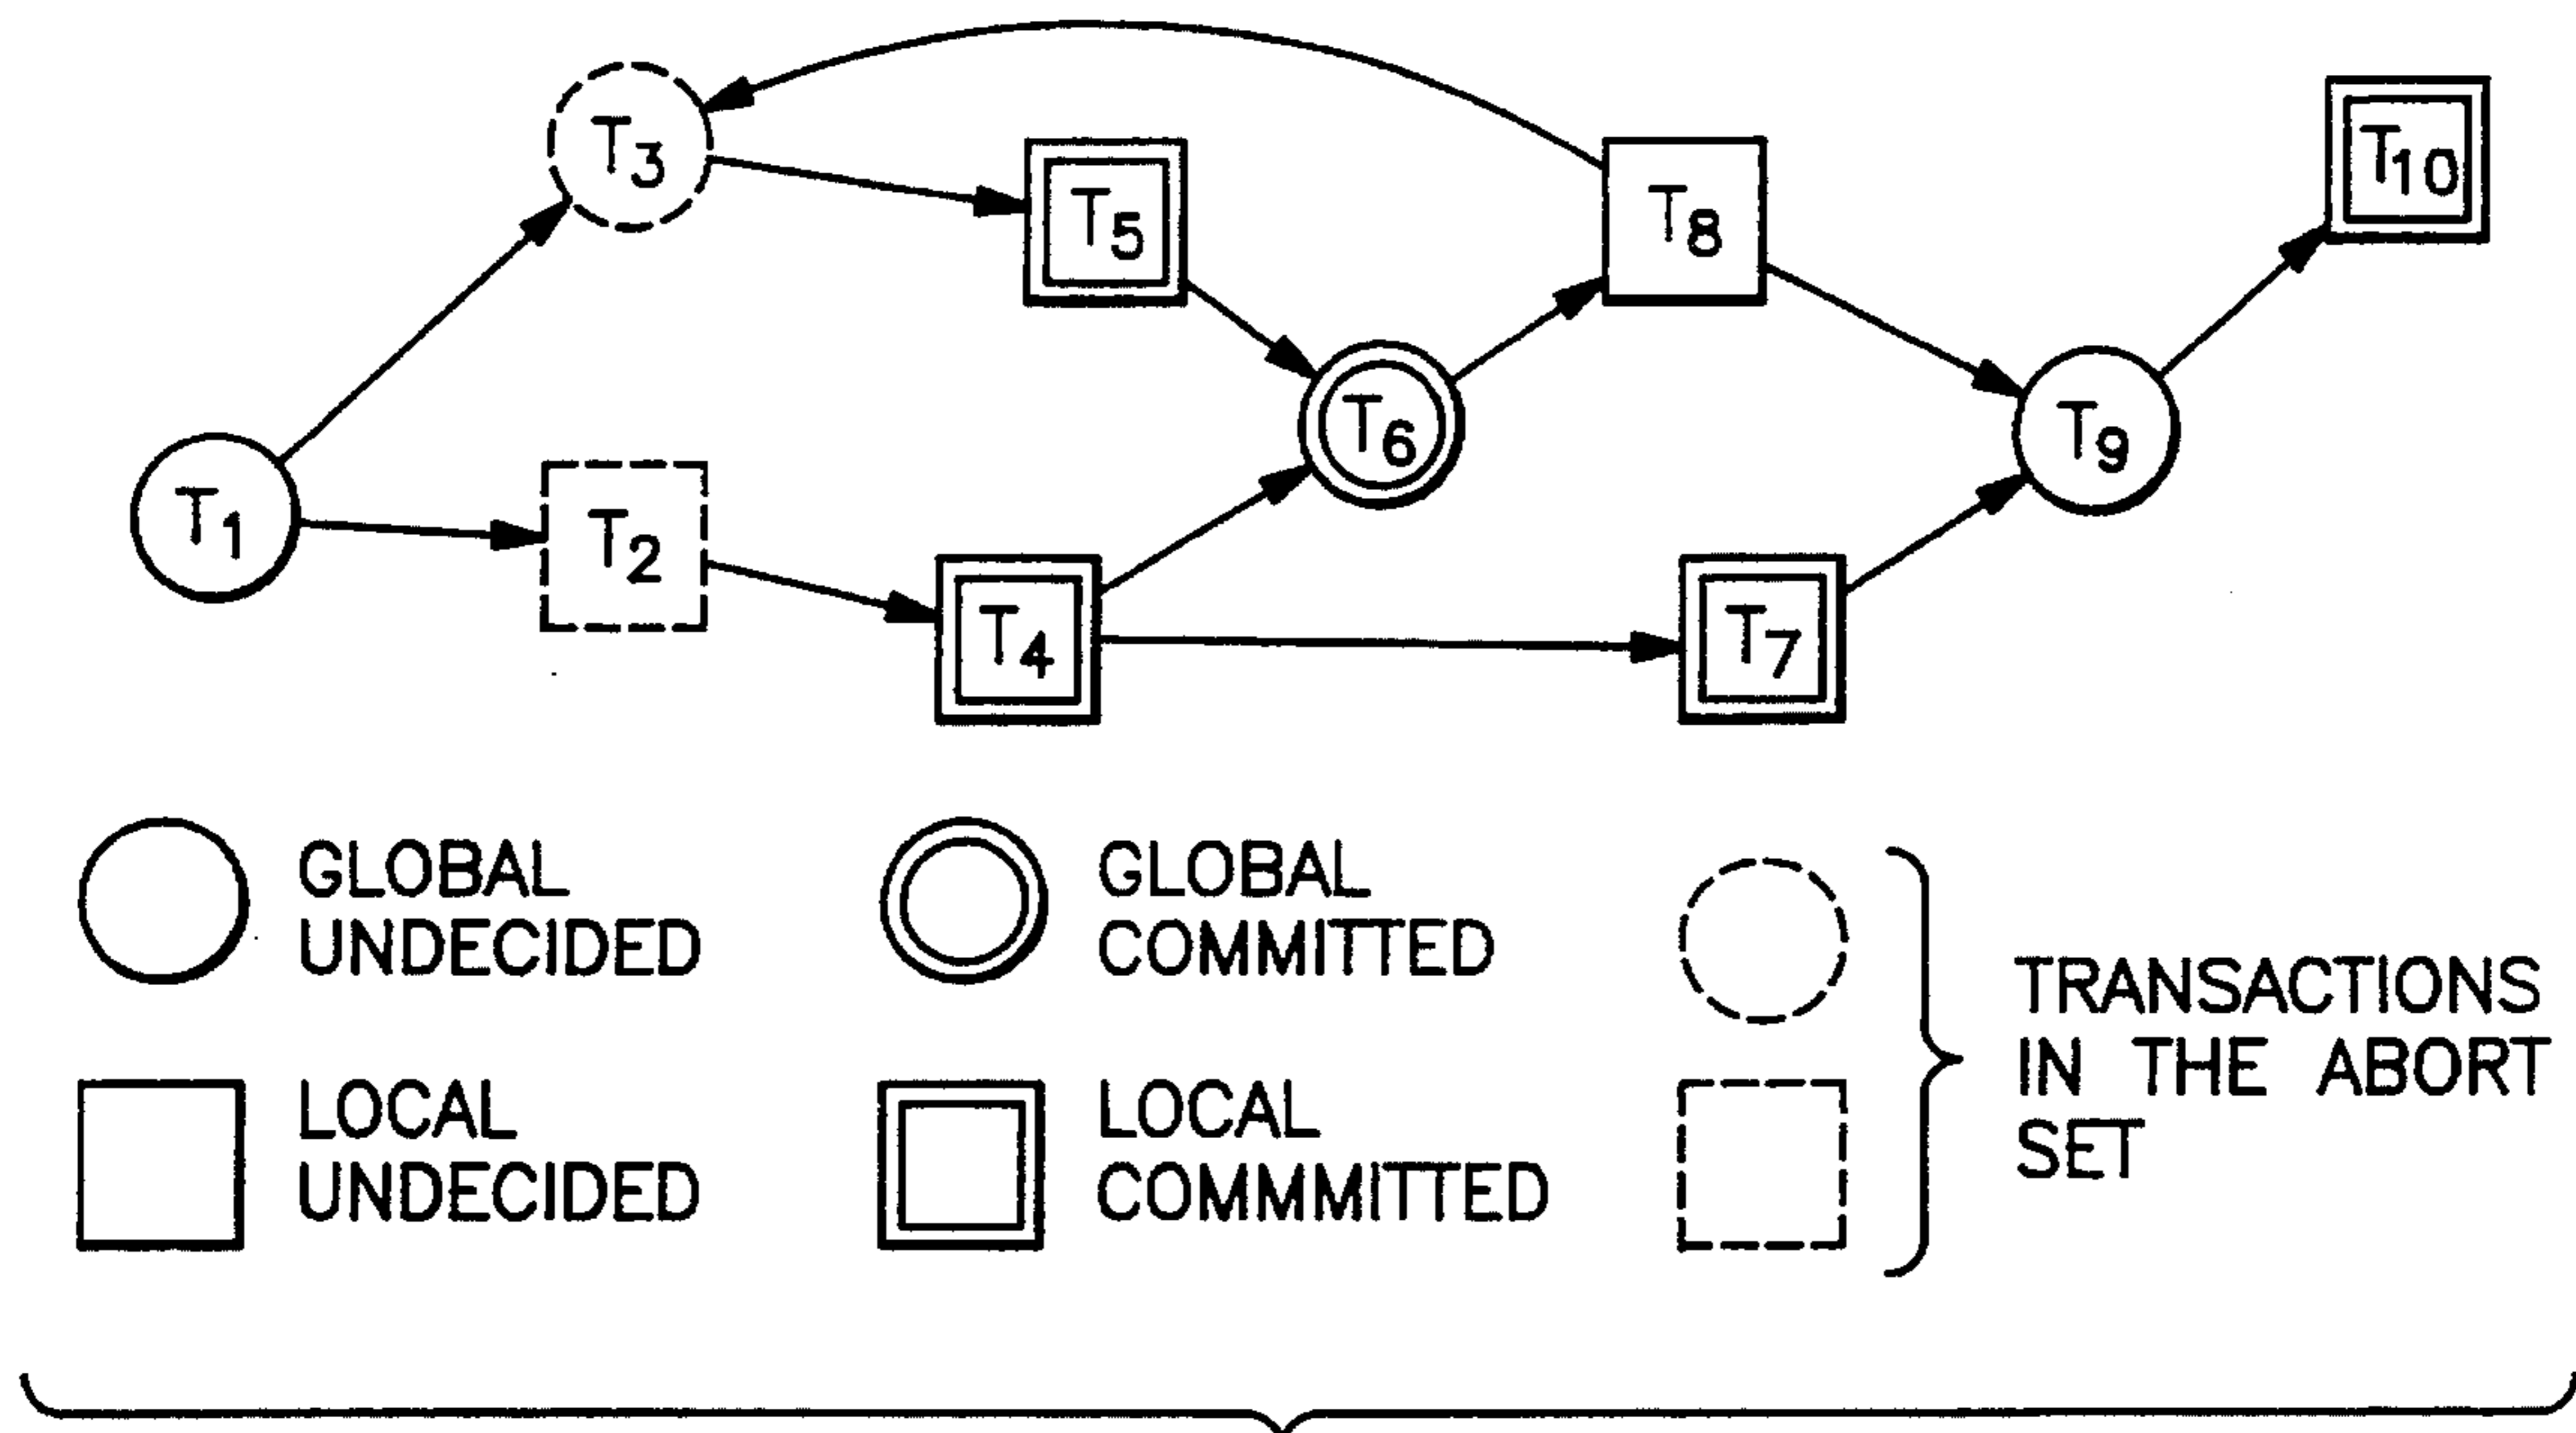 T3
T5
T8
T10
T6
T9
T1
T2
T4
T7
GLOBAL
UNDECIDED
GLOBAL
COMMITTED
LOCAL
UNDECIDED
LOCAL
COMMMITTED
TRANSACTIONS
IN THE ABORT
SET